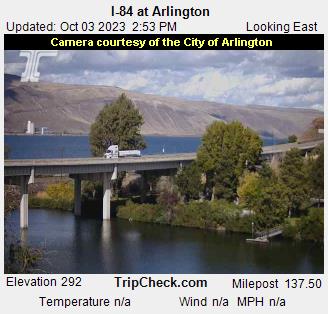 I-84 at Arlington
Updated: Oct 03 2023 2:53 PM Looking East
Camera courtesy of the City of Arlington
Elevation 292 TripCheck.com Milepost 137.50
Temperature n/a Wind n/a MPH n/a